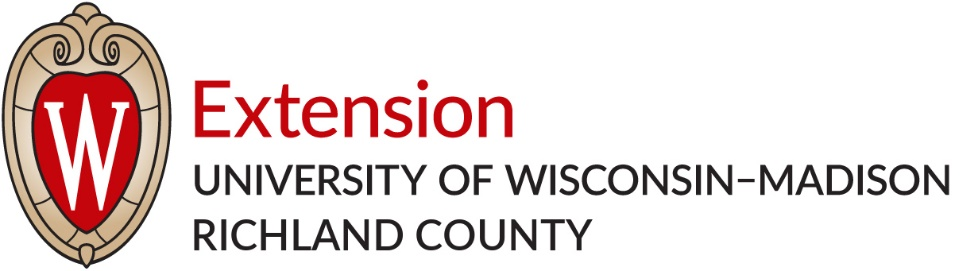 W
Extension
UNIVERSITY OF WISCONSIN–MADISON
RICHLAND COUNTY